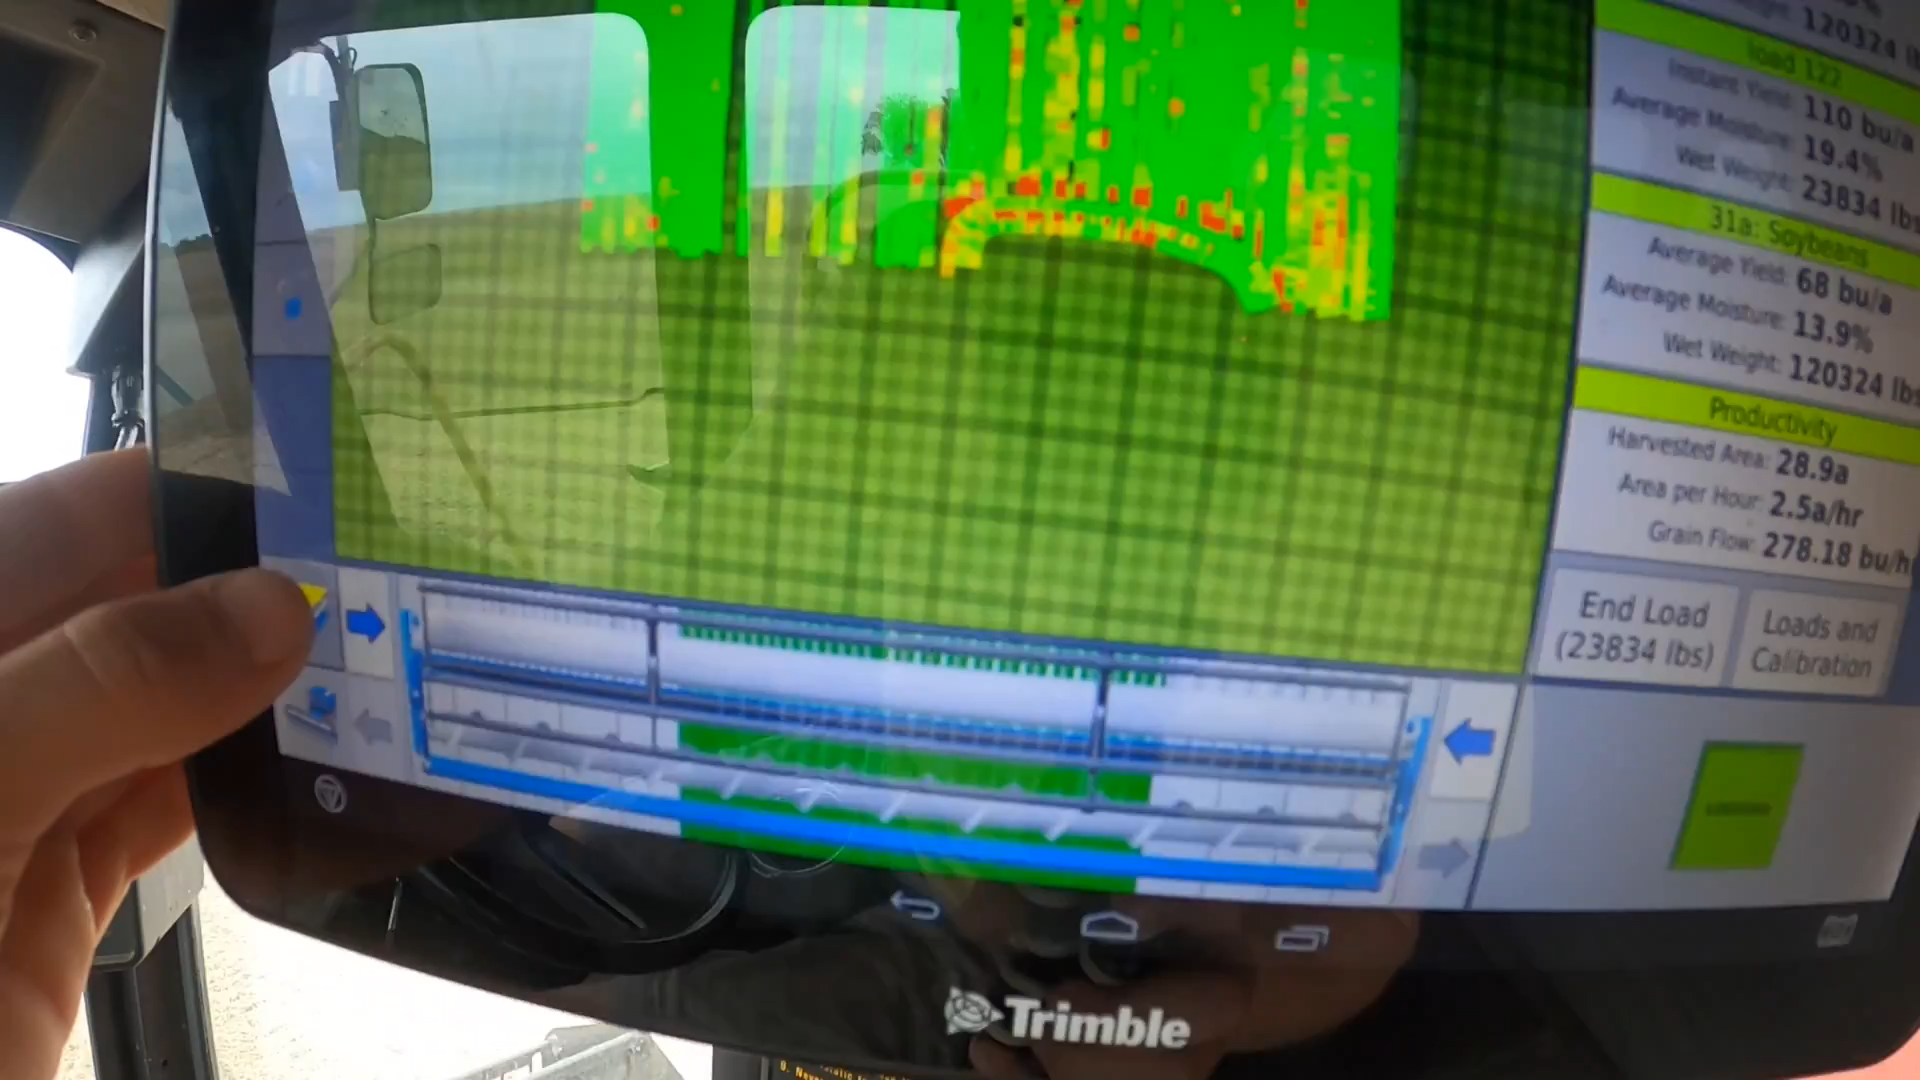 120324 lb
load 122
Instant Yield: 110 bu/a
Average Moisture: 19.4%
Wet Weight: 23834 lbs
31a: Soybeans
Average Yield: 68 bu/a
Average Moisture: 13.9%
Wet Weight: 120324 lbs
Productivity
Harvested Area: 28.9a
Area per Hour: 2.5a/hr
Grain Flow: 278.18 bu/h
End Load
(23834 lbs)
Loads and
Calibration
Trimble